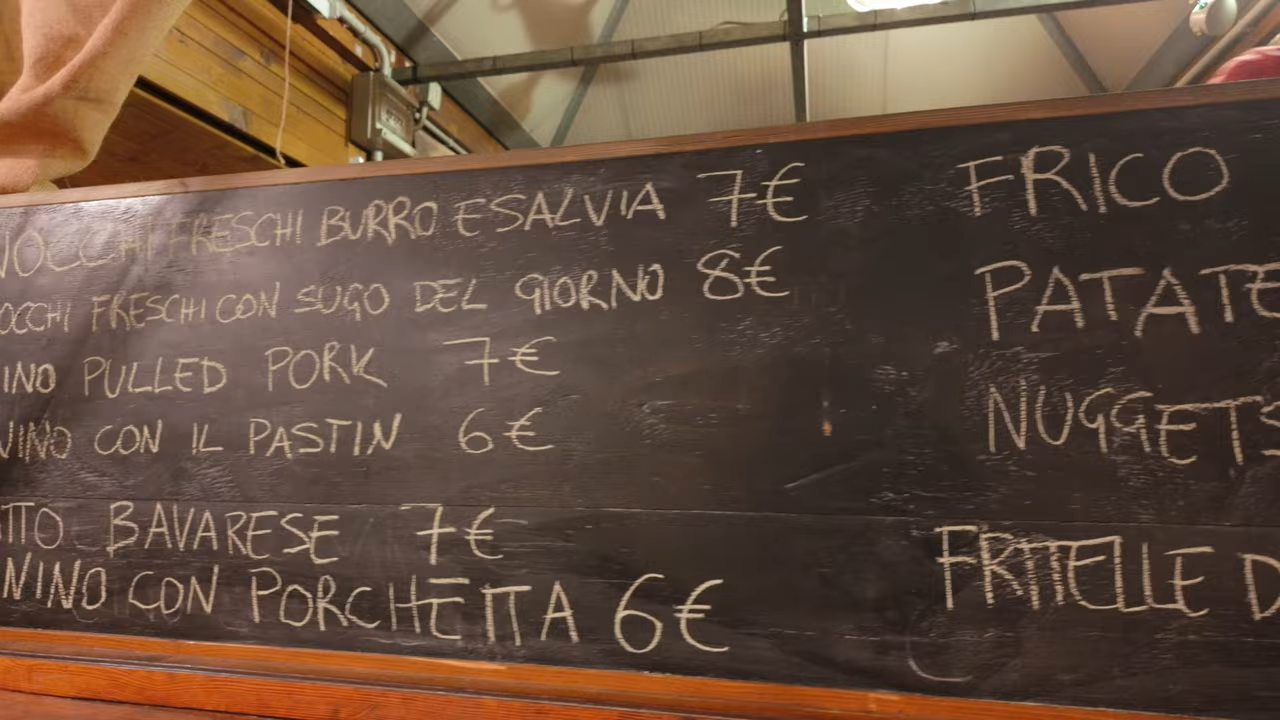 NOCCHI FRESCHI BURRO E SALVIA 7€
OCCHI FRESCHI CON SUGO DEL GIORNO 8€
INO PULLED PORK 7€
NINO CON IL PASTIN 6€
TTO BAVARESE 7€
NINO CON PORCHETTA 6€
FRICO
PATATE
NUGGETS
FRITTELLE D